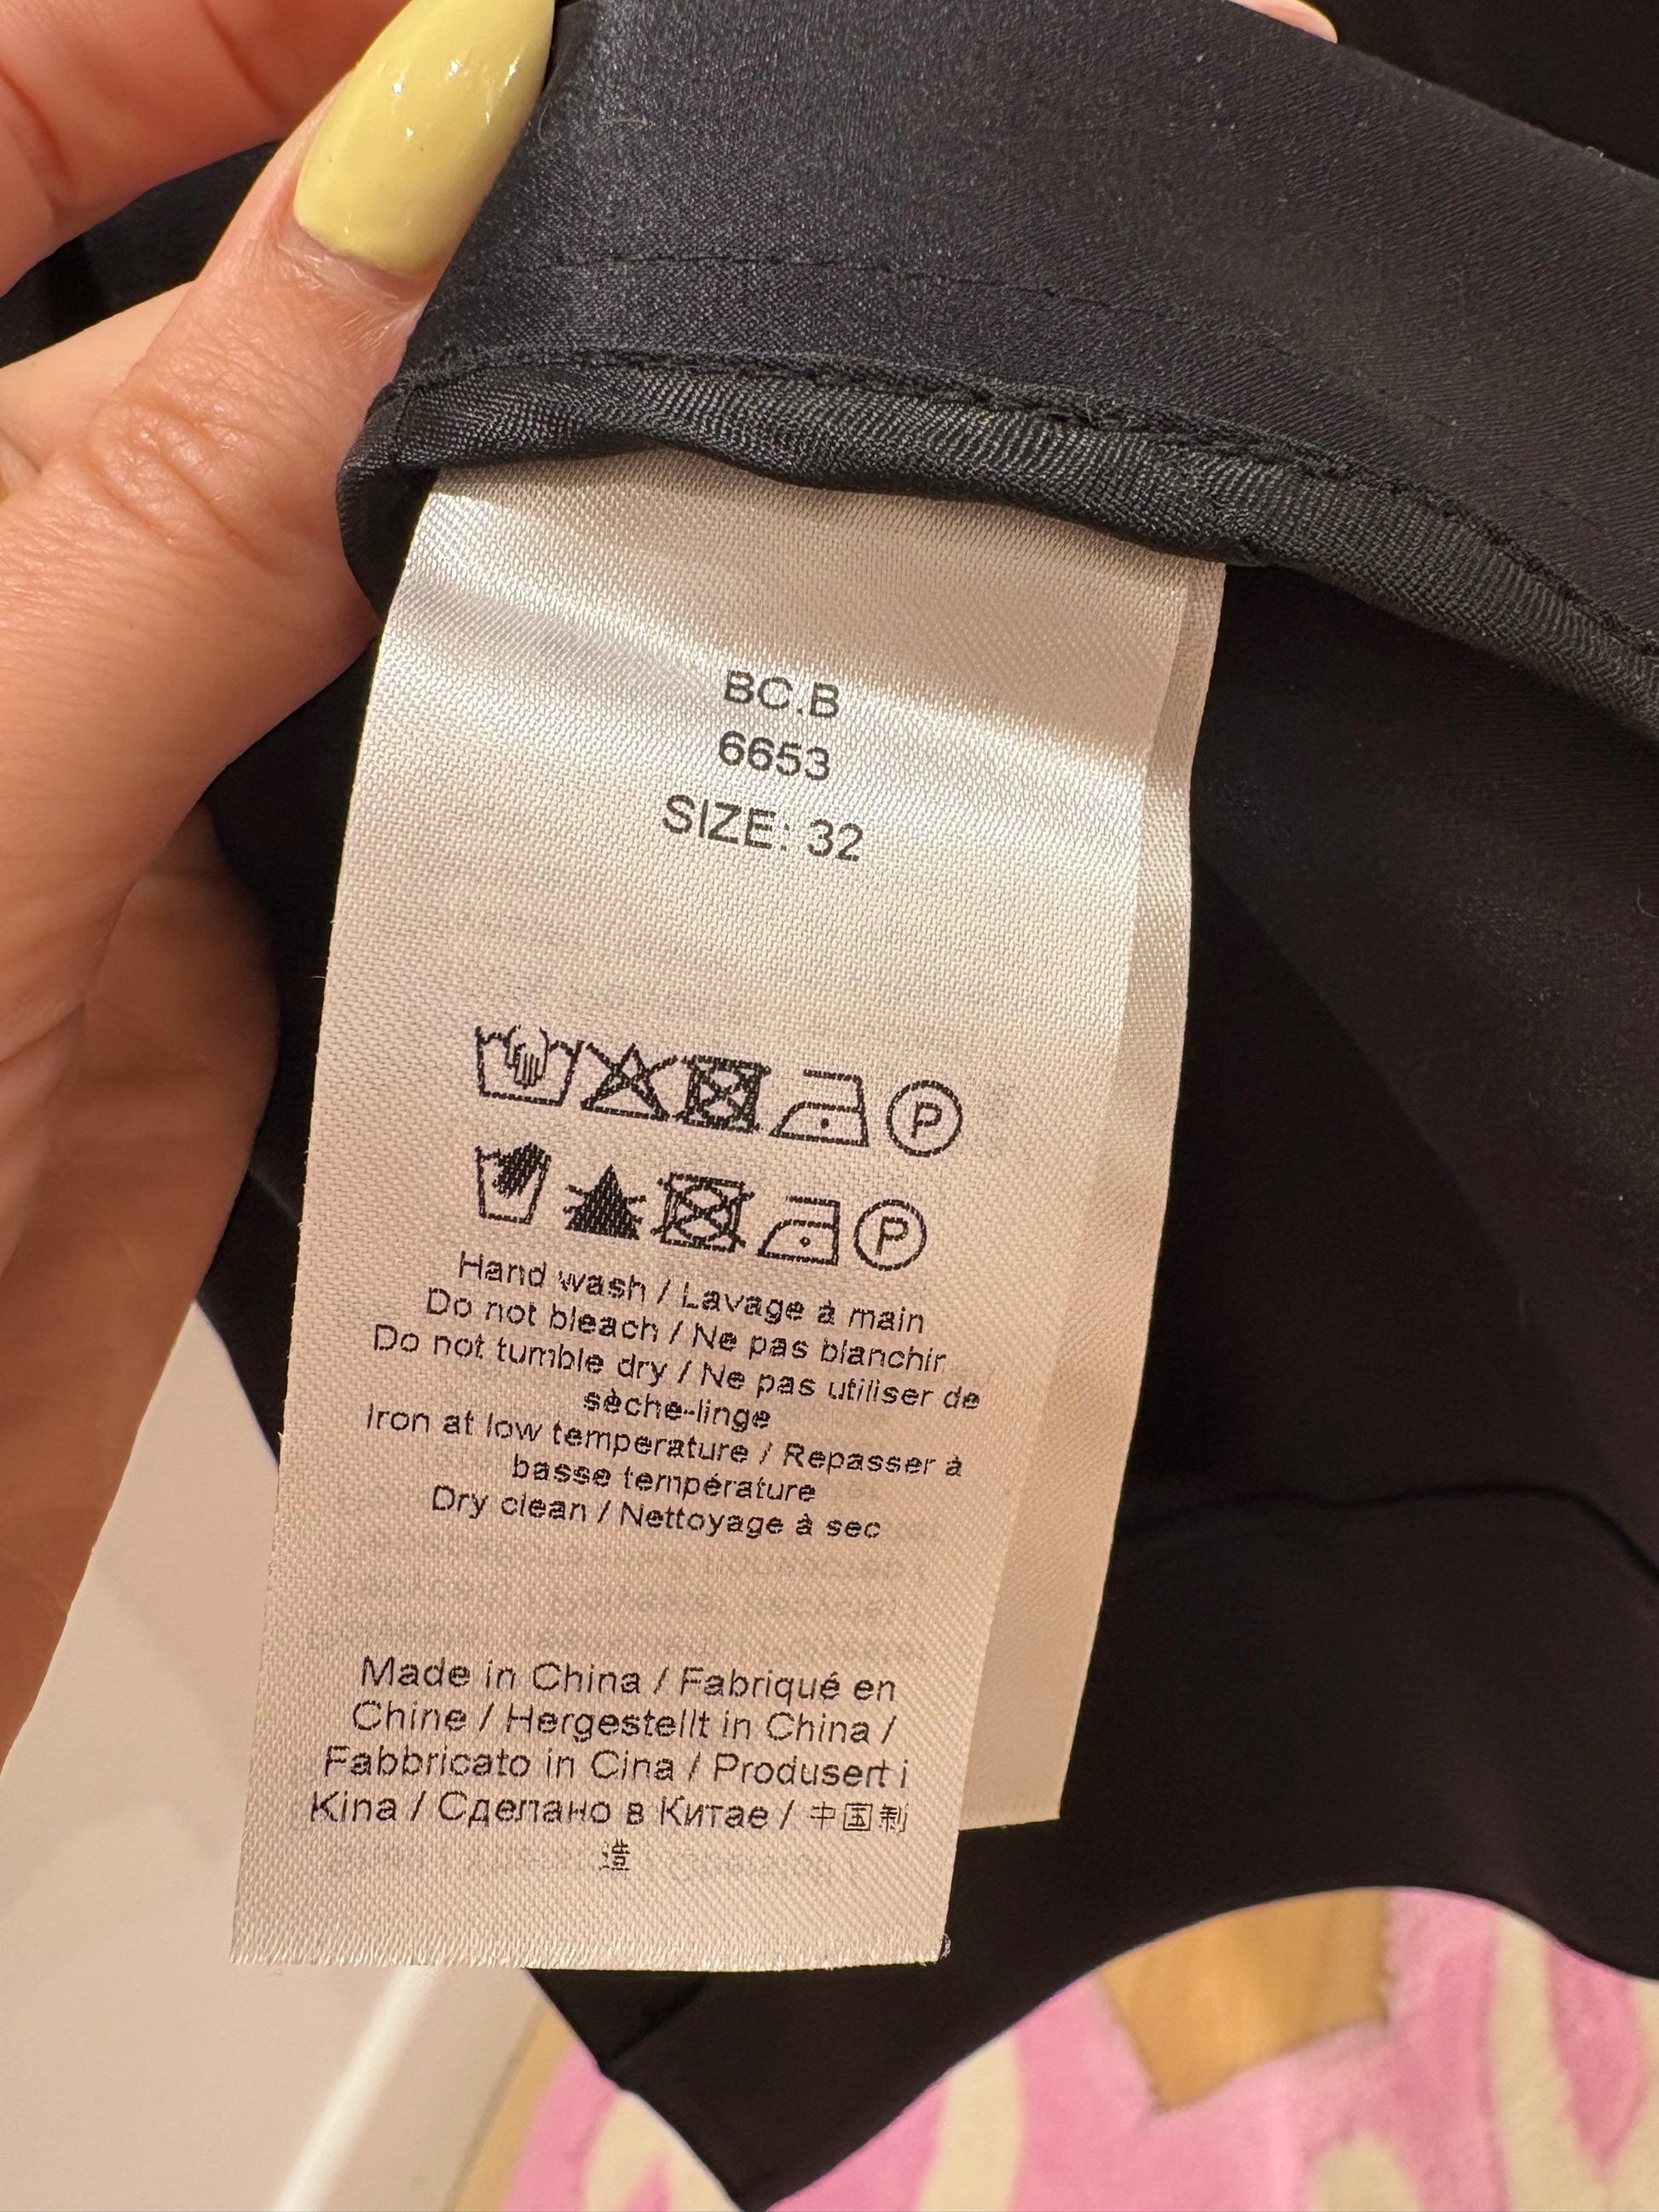 BC.B
6653
SIZE: 32
P
P
Hand wash / Lavage à main
Do not bleach / Ne pas blanchir
Do not tumble dry / Ne pas utiliser de
sèche-linge
Iron at low temperature / Repasser à
basse température
Dry clean / Nettoyage à sec
Made in China / Fabriqué en
Chine / Hergestellt in China /
Fabbricato in Cina / Produsert i
Kina / Сделано в Китае / 中国制
造